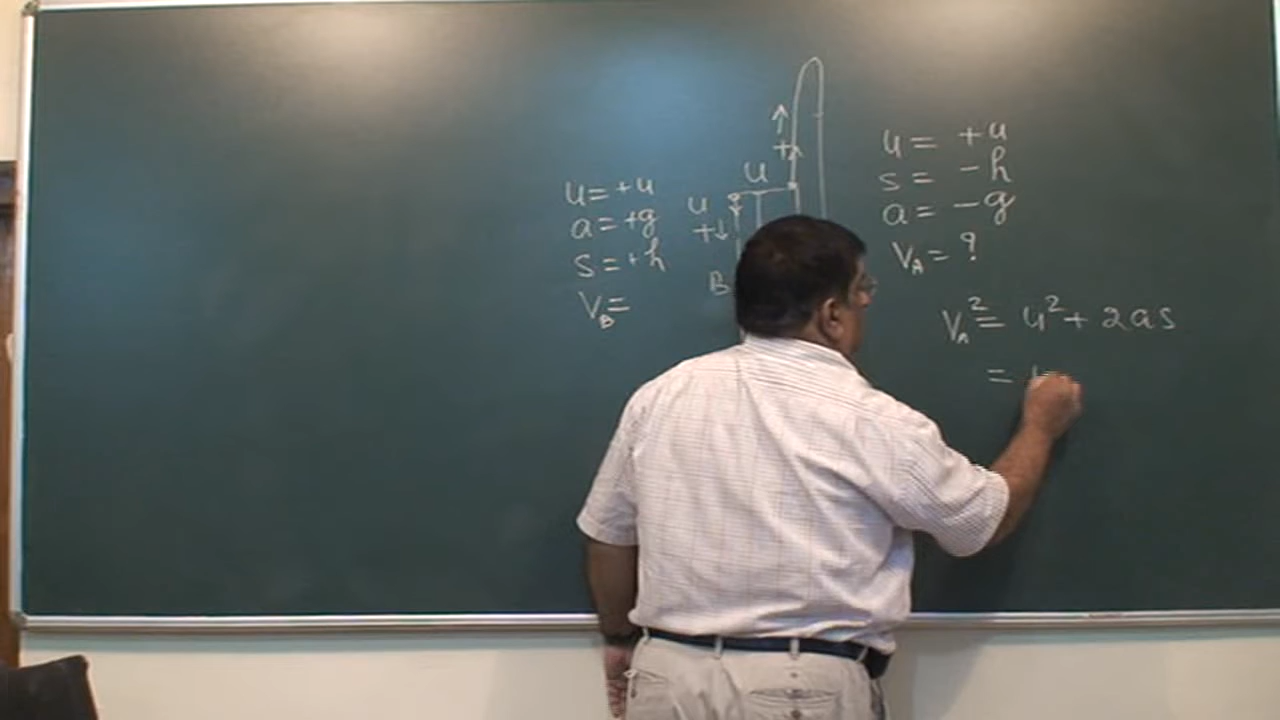 u = +u
a = +g
s = +h
V_B =
u
u
+↓
B
↑
+
u = +u
s = -h
a = -g
V_A = ?
V_A² = u² + 2as
=